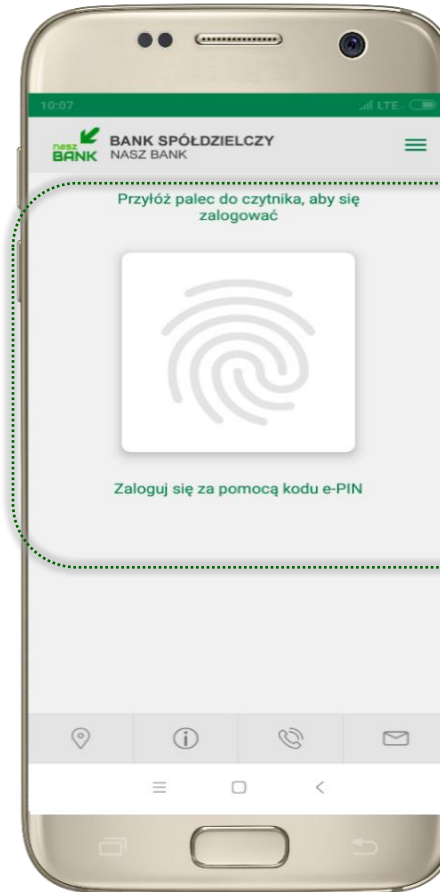 10:07
LTE
nasz
BANK
BANK SPÓŁDZIELCZY
NASZ BANK
Przyłóż palec do czytnika, aby się
zalogować
Zaloguj się za pomocą kodu e-PIN